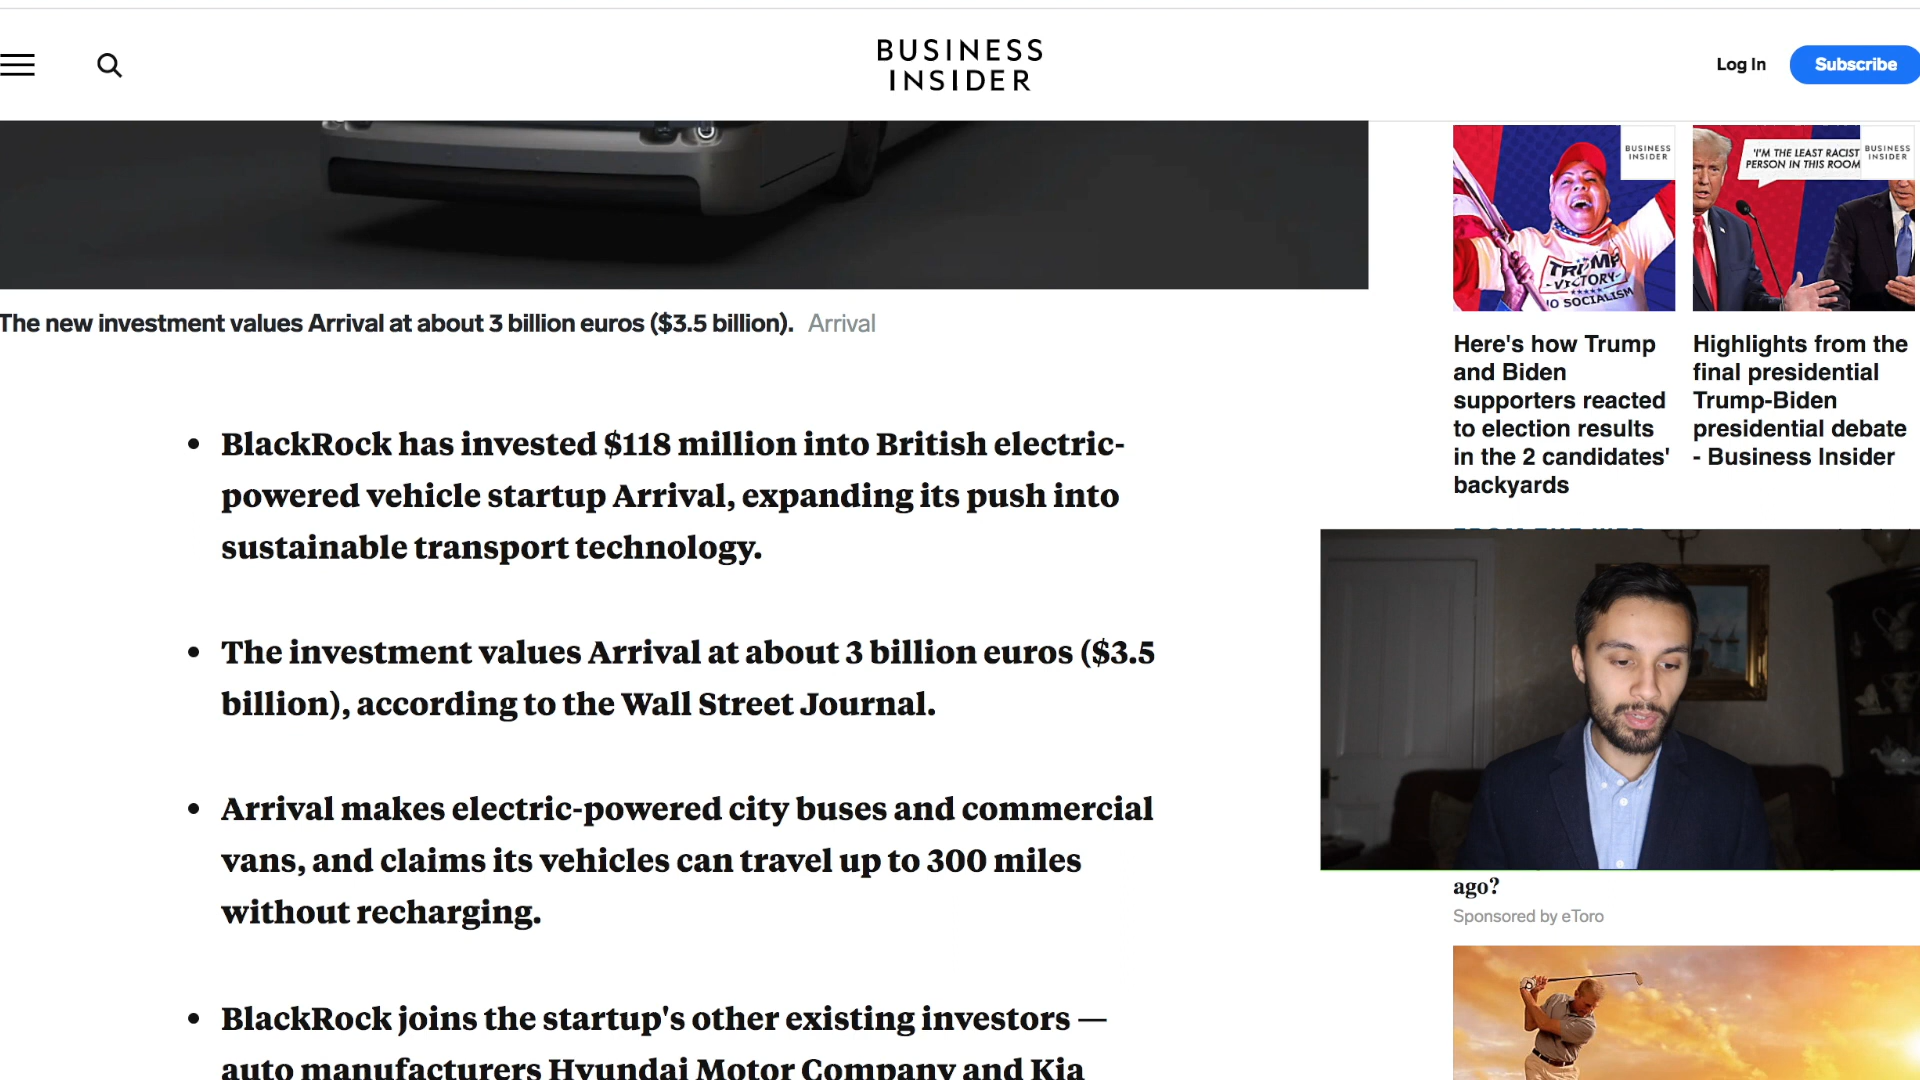 BUSINESS
INSIDER
Log In
Subscribe
The new investment values Arrival at about 3 billion euros ($3.5 billion). Arrival
• BlackRock has invested $118 million into British electric-
powered vehicle startup Arrival, expanding its push into
sustainable transport technology.
• The investment values Arrival at about 3 billion euros ($3.5
billion), according to the Wall Street Journal.
• Arrival makes electric-powered city buses and commercial
vans, and claims its vehicles can travel up to 300 miles
without recharging.
• BlackRock joins the startup's other existing investors —
auto manufacturers Hyundai Motor Company and Kia
BUSINESS
INSIDER
TRUMP
-VICTORY-
NO SOCIALISM
Here's how Trump
and Biden
supporters reacted
to election results
in the 2 candidates'
backyards
'I'M THE LEAST RACIST
PERSON IN THIS ROOM
BUSINESS
INSIDER
Highlights from the
final presidential
Trump-Biden
presidential debate
- Business Insider
ago?
Sponsored by eToro